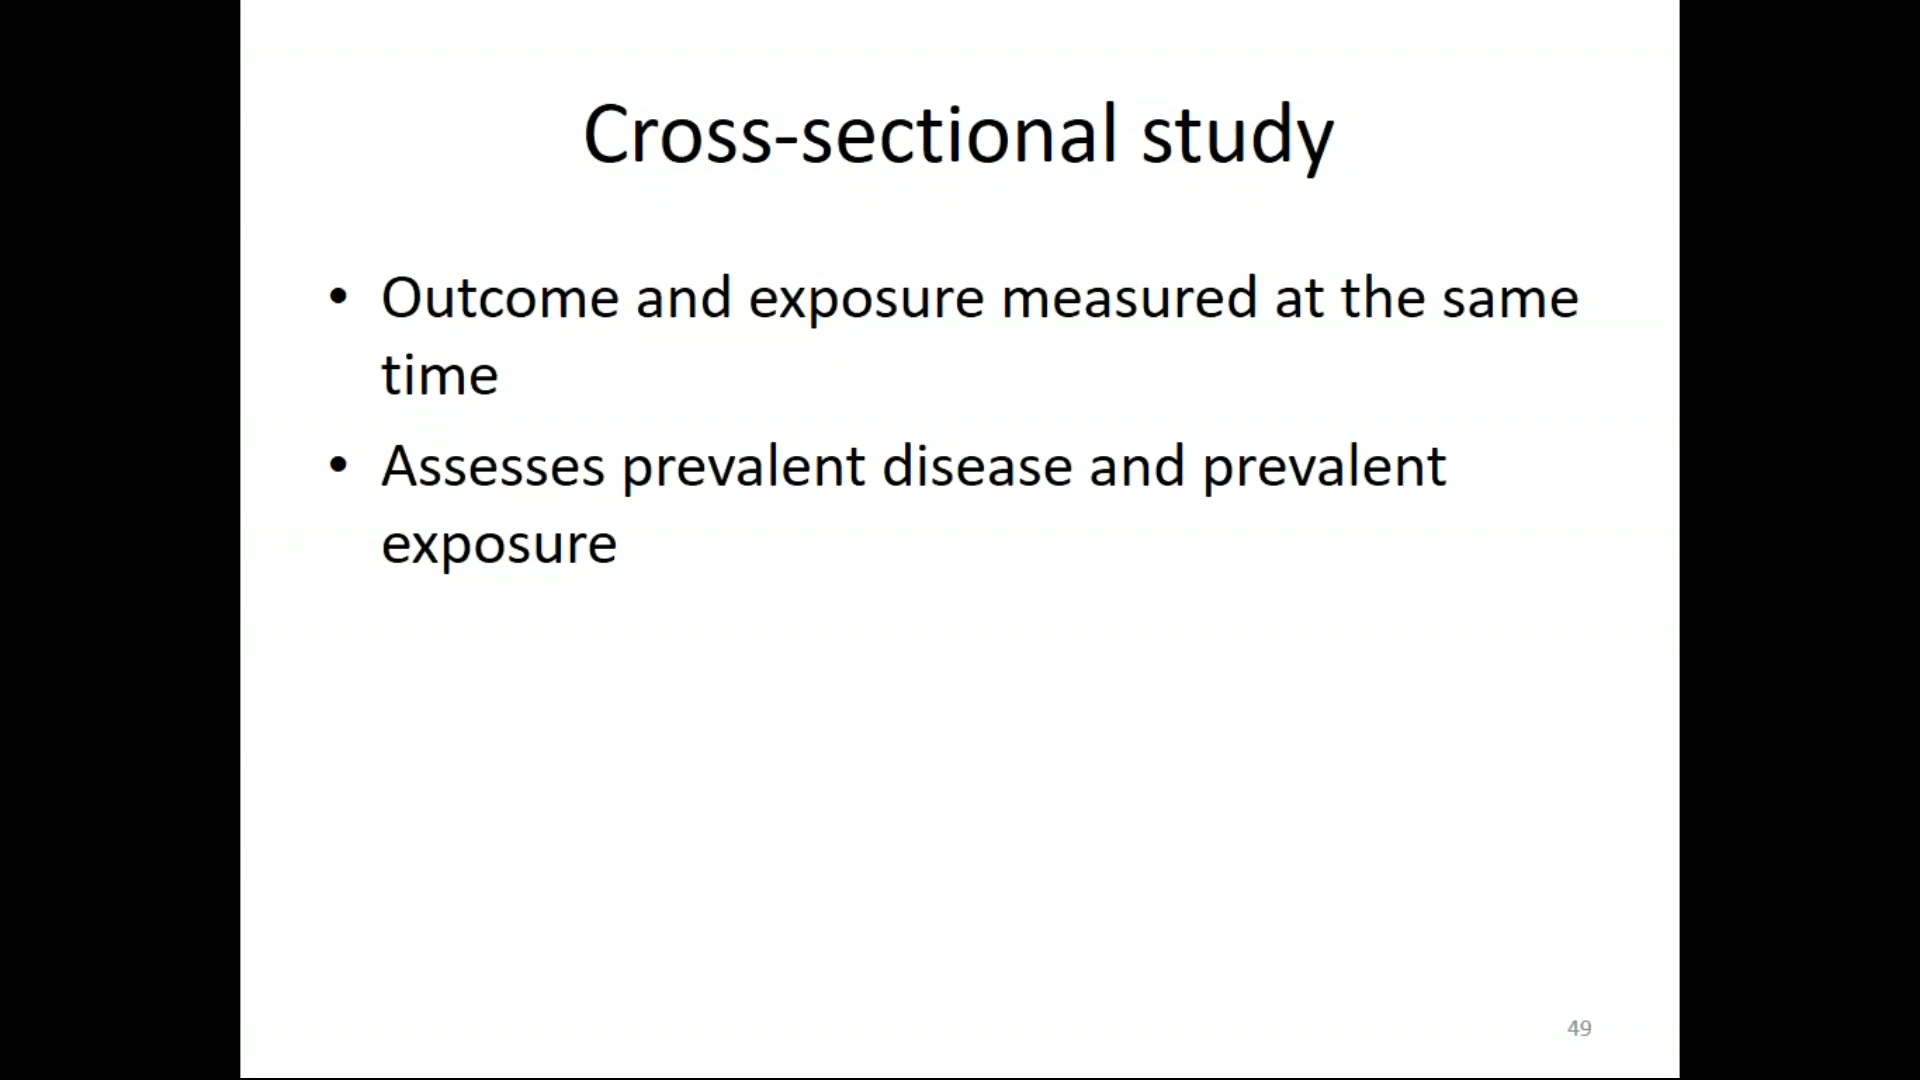 Cross-sectional study
• Outcome and exposure measured at the same
time
• Assesses prevalent disease and prevalent
exposure
49